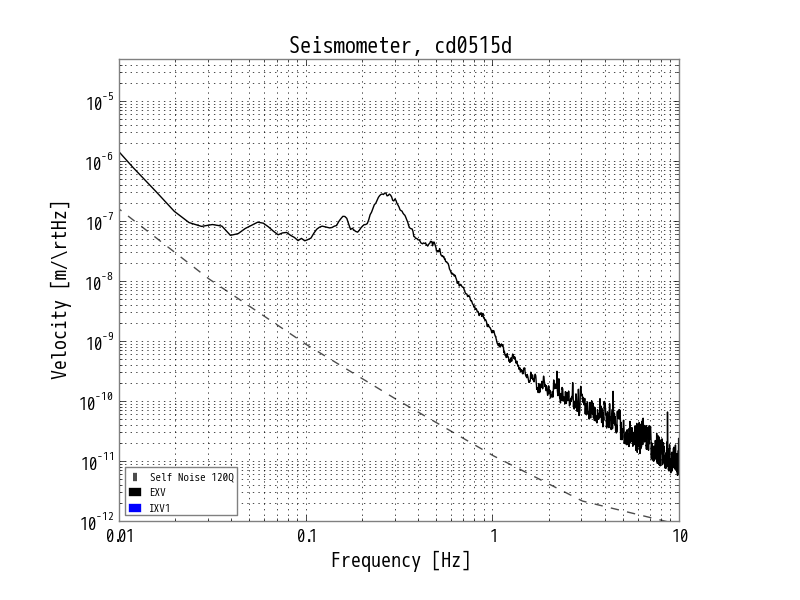 Seismometer, cd0515d
Velocity [m/\rtHz]
10^-5
10^-6
10^-7
10^-8
10^-9
10^-10
10^-11
10^-12
Self Noise 120Q
EXV
IXV1
0.01
0.1
1
10
Frequency [Hz]